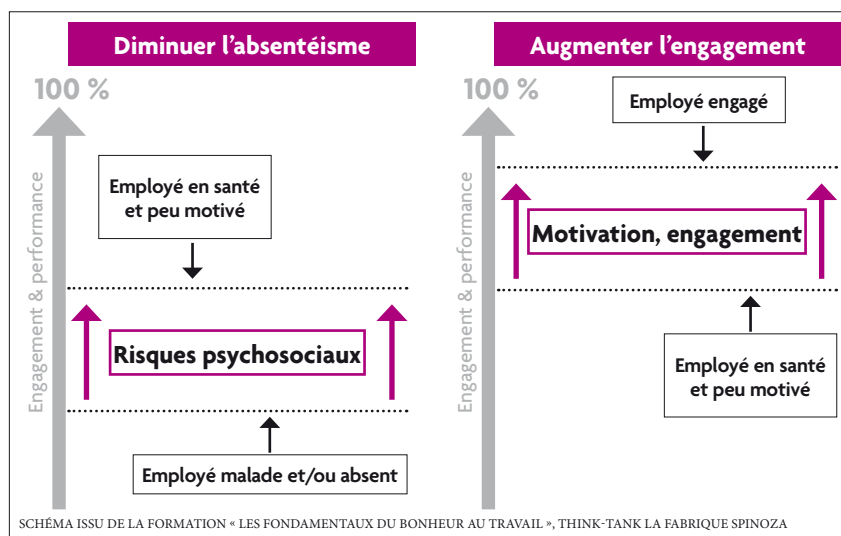 Diminuer l'absentéisme
100 %
Engagement & performance
Employé en santé
et peu motivé
Risques psychosociaux
Employé malade et/ou absent
Augmenter l'engagement
100 %
Engagement & performance
Employé engagé
Motivation, engagement
Employé en santé
et peu motivé
SCHÉMA ISSU DE LA FORMATION « LES FONDAMENTAUX DU BONHEUR AU TRAVAIL », THINK-TANK LA FABRIQUE SPINOZA